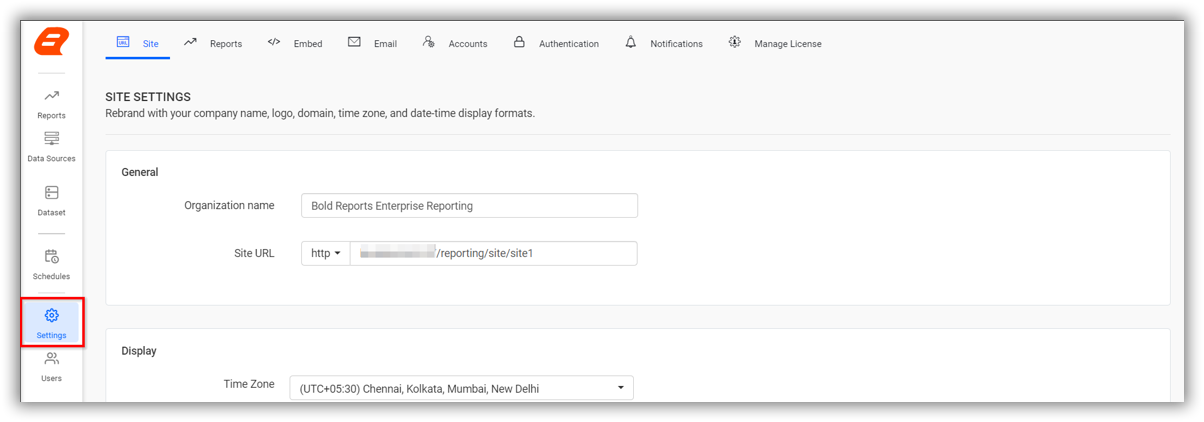 URL Site Reports </> Embed Email Accounts Authentication Notifications Manage License
Reports
Data Sources
Dataset
Schedules
Settings
Users
SITE SETTINGS
Rebrand with your company name, logo, domain, time zone, and date-time display formats.
General
Organization name Bold Reports Enterprise Reporting
Site URL http /reporting/site/site1
Display
Time Zone (UTC+05:30) Chennai, Kolkata, Mumbai, New Delhi